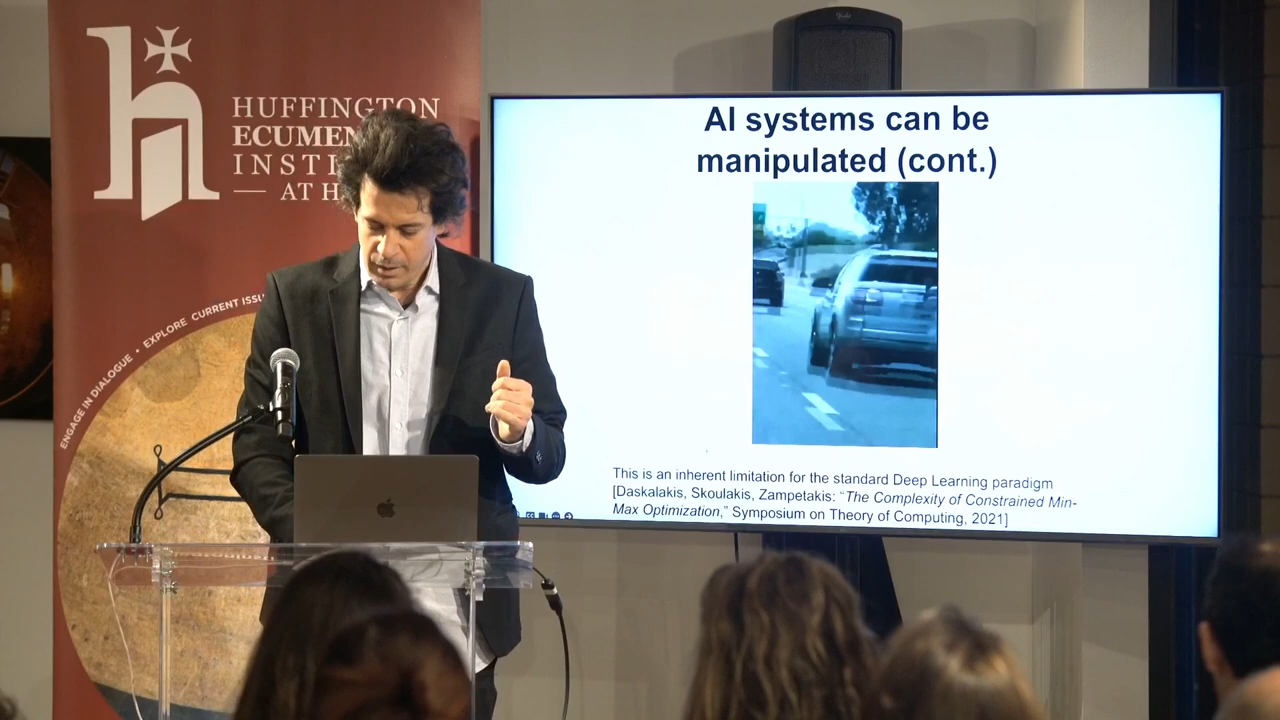 HUFFINGTON
ECUMEN
INSTI
AT H
ENGAGE IN DIALOGUE • EXPLORE CURRENT ISSU
AI systems can be
manipulated (cont.)
This is an inherent limitation for the standard Deep Learning paradigm
[Daskalakis, Skoulakis, Zampetakis: “The Complexity of Constrained Min-
Max Optimization,” Symposium on Theory of Computing, 2021]